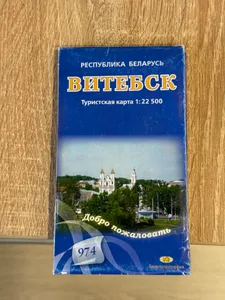 РЕСПУБЛИКА БЕЛАРУСЬ
ВИТЕБСК
Туристская карта 1:22 500
Добро пожаловать
974